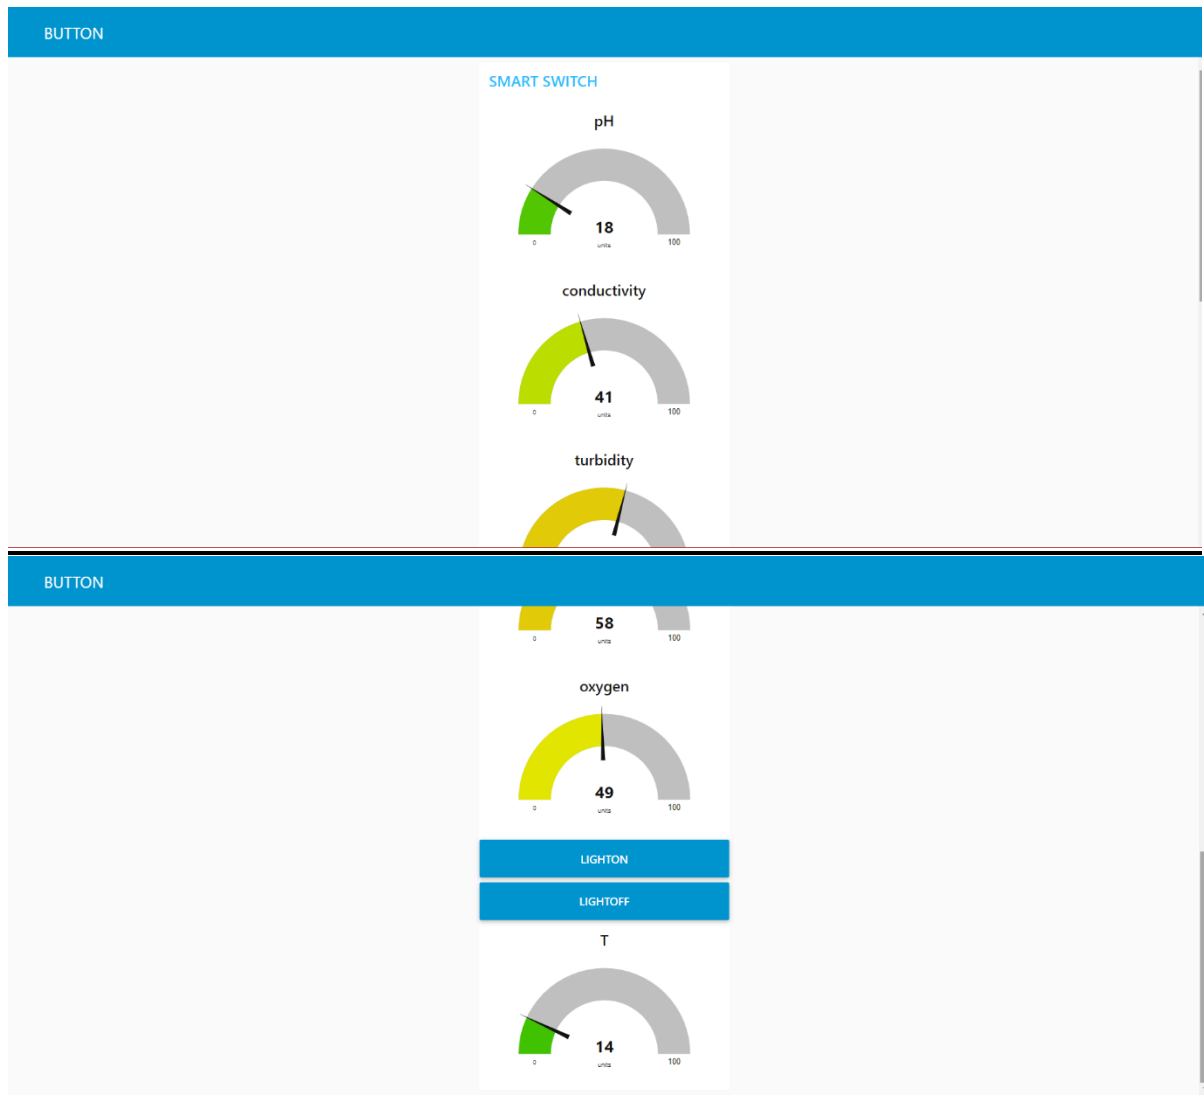 BUTTON
SMART SWITCH
pH
18
units
0 100
conductivity
41
units
0 100
turbidity
BUTTON
58
units
0 100
oxygen
49
units
0 100
LIGHTON
LIGHTOFF
T
14
units
0 100